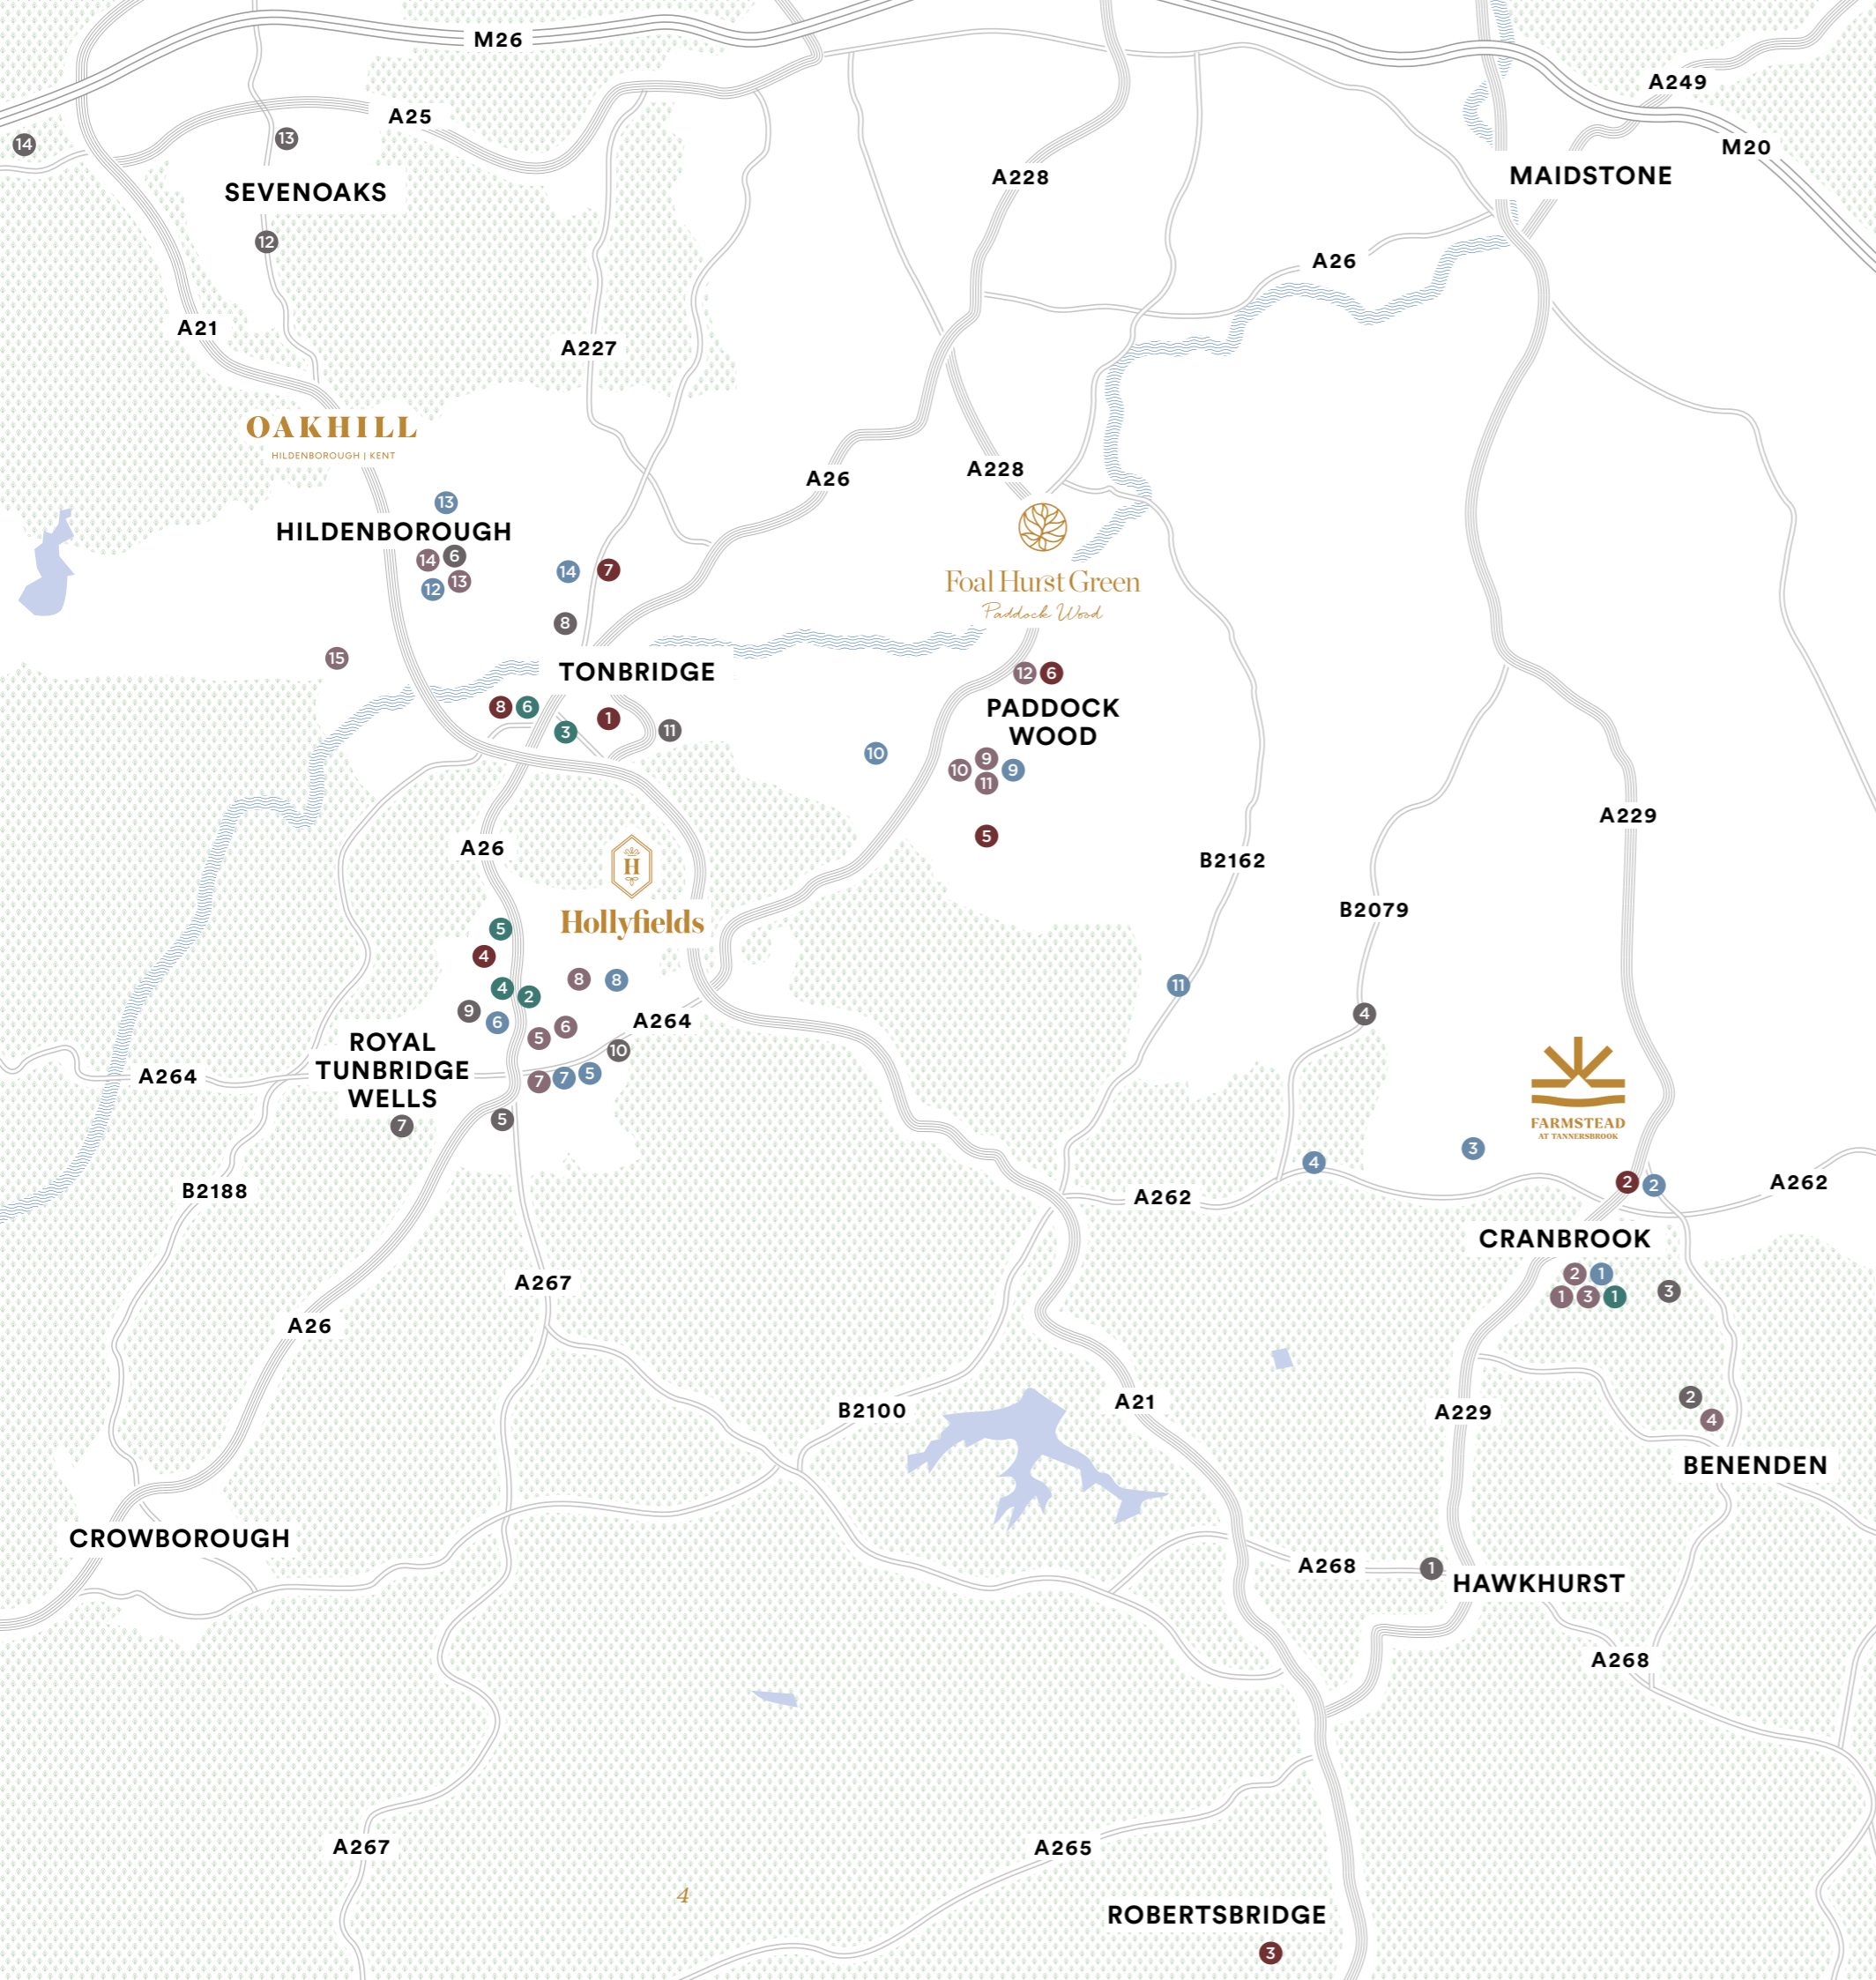 M26
A249
A25
14
13
M20
SEVENOAKS
MAIDSTONE
A228
12
A26
A21
A227
OAKHILL
HILDENBOROUGH | KENT
A228
A26
13
HILDENBOROUGH
14
6
12
13
14
7
Foal Hurst Green
Paddock Wood
8
15
TONBRIDGE
12
6
PADDOCK
WOOD
8
6
3
1
11
10
9
10
9
11
5
A229
A26
H
Hollyfields
B2162
B2079
5
4
8
8
11
4
2
9
6
5
6
A264
4
ROYAL
TUNBRIDGE
WELLS
A264
10
7
7
5
5
7
FARMSTEAD
AT TANNERSBROOK
3
4
B2188
A262
2
2
A262
CRANBROOK
2
1
1
3
1
3
A267
A26
B2100
A21
A229
2
4
BENENDEN
CROWBOROUGH
A268
1
HAWKHURST
A268
A267
A265
4
ROBERTSBRIDGE
3